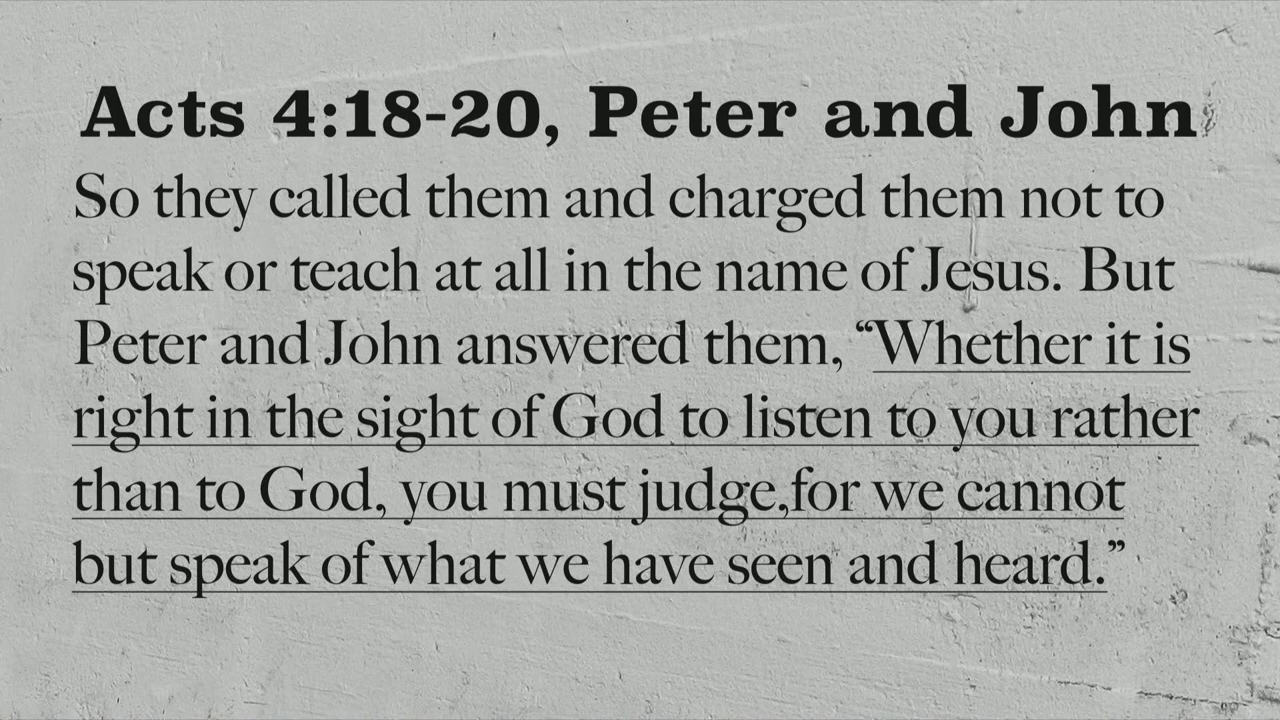 Acts 4:18-20, Peter and John
So they called them and charged them not to
speak or teach at all in the name of Jesus. But
Peter and John answered them, “Whether it is
right in the sight of God to listen to you rather
than to God, you must judge,for we cannot
but speak of what we have seen and heard.”